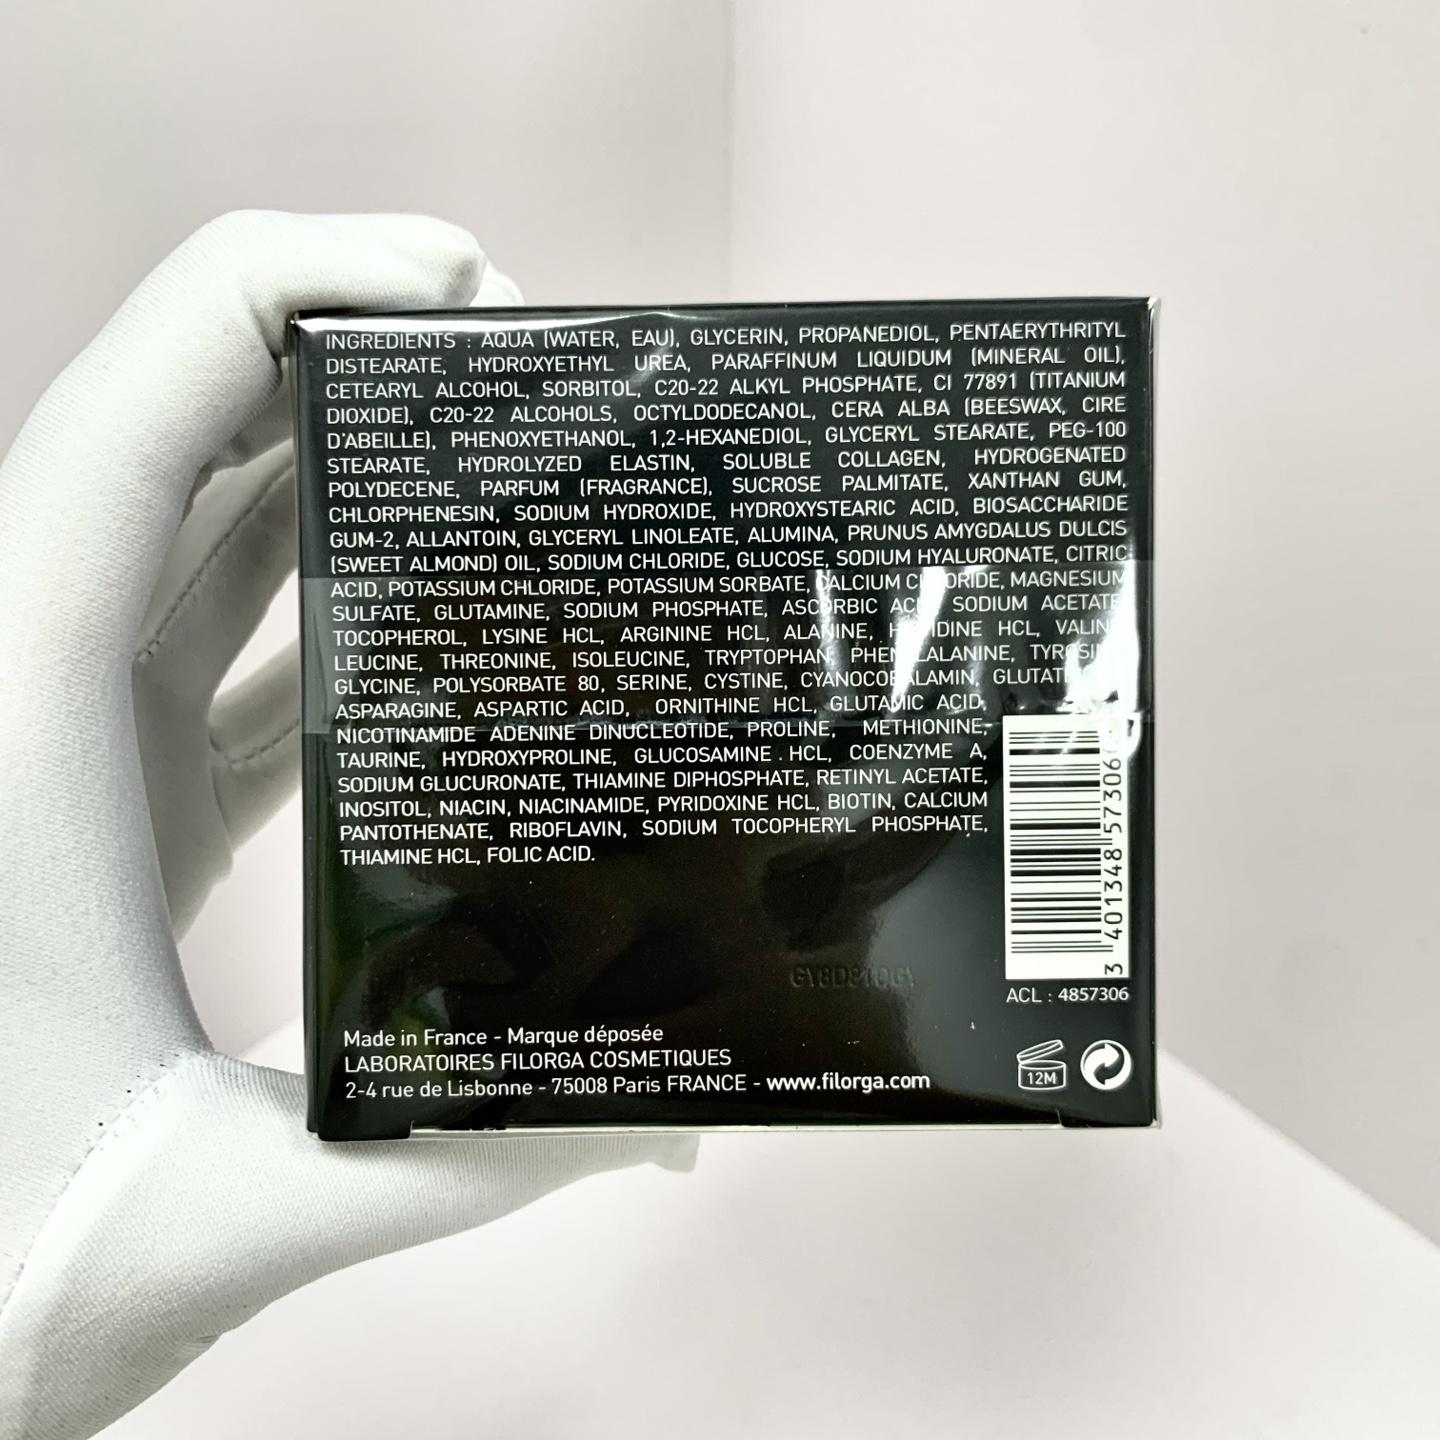 INGREDIENTS : AQUA (WATER, EAU), GLYCERIN, PROPANEDIOL, PENTAERYTHRITYL
DISTEARATE, HYDROXYETHYL UREA, PARAFFINUM LIQUIDUM (MINERAL OIL),
CETEARYL ALCOHOL, SORBITOL, C20-22 ALKYL PHOSPHATE, CI 77891 (TITANIUM
DIOXIDE), C20-22 ALCOHOLS, OCTYLDODECANOL, CERA ALBA (BEESWAX, CIRE
D'ABEILLE), PHENOXYETHANOL, 1,2-HEXANEDIOL, GLYCERYL STEARATE, PEG-100
STEARATE, HYDROLYZED ELASTIN, SOLUBLE COLLAGEN, HYDROGENATED
POLYDECENE, PARFUM (FRAGRANCE), SUCROSE PALMITATE, XANTHAN GUM,
CHLORPHENESIN, SODIUM HYDROXIDE, HYDROXYSTEARIC ACID, BIOSACCHARIDE
GUM-2, ALLANTOIN, GLYCERYL LINOLEATE, ALUMINA, PRUNUS AMYGDALUS DULCIS
(SWEET ALMOND) OIL, SODIUM CHLORIDE, GLUCOSE, SODIUM HYALURONATE, CITRIC
ACID, POTASSIUM CHLORIDE, POTASSIUM SORBATE, CALCIUM CHLORIDE, MAGNESIUM
SULFATE, GLUTAMINE, SODIUM PHOSPHATE, ASCORBIC ACID, SODIUM ACETATE,
TOCOPHEROL, LYSINE HCL, ARGININE HCL, ALANINE, HISTIDINE HCL, VALINE,
LEUCINE, THREONINE, ISOLEUCINE, TRYPTOPHAN, PHENYLALANINE, TYROSINE,
GLYCINE, POLYSORBATE 80, SERINE, CYSTINE, CYANOCOBALAMIN,
ASPARAGINE, ASPARTIC ACID, ORNITHINE HCL, GLUTAMIC ACID,
NICOTINAMIDE ADENINE DINUCLEOTIDE, PROLINE, METHIONINE,
TAURINE, HYDROXYPROLINE, GLUCOSAMINE HCL, COENZYME A,
SODIUM GLUCURONATE, THIAMINE DIPHOSPHATE, RETINYL ACETATE,
INOSITOL, NIACIN, NIACINAMIDE, PYRIDOXINE HCL, BIOTIN, CALCIUM
PANTOTHENATE, RIBOFLAVIN, SODIUM TOCOPHERYL PHOSPHATE,
THIAMINE HCL, FOLIC ACID.
ACL : 4857306
Made in France - Marque déposée
LABORATOIRES FILORGA COSMETIQUES
2-4 rue de Lisbonne - 75008 Paris FRANCE - www.filorga.com
12M